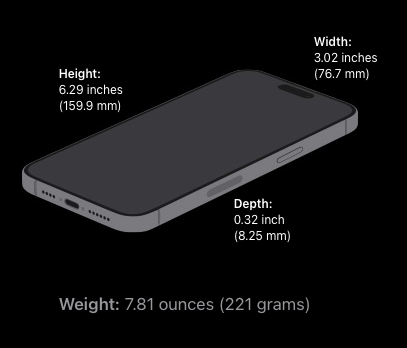 Width:
3.02 inches
(76.7 mm)
Height:
6.29 inches
(159.9 mm)
Depth:
0.32 inch
(8.25 mm)
Weight: 7.81 ounces (221 grams)